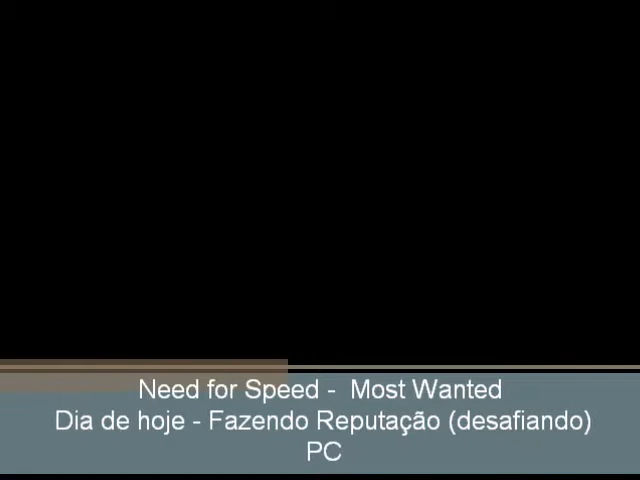 Need for Speed -  Most Wanted
Dia de hoje - Fazendo Reputação (desafiando)
PC